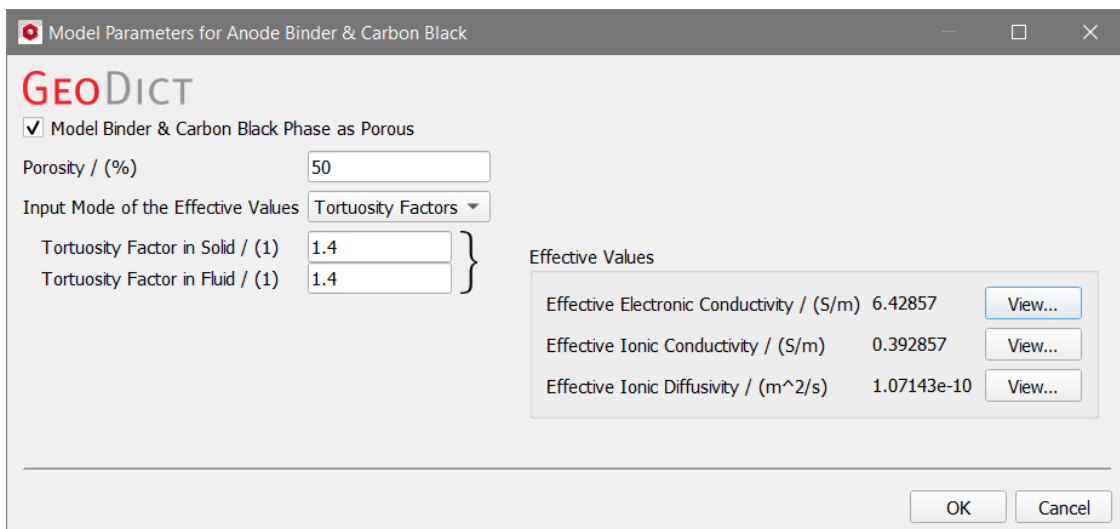 Model Parameters for Anode Binder & Carbon Black
GEODICT
Model Binder & Carbon Black Phase as Porous
Porosity / (%) 50
Input Mode of the Effective Values Tortuosity Factors
Tortuosity Factor in Solid / (1) 1.4
Tortuosity Factor in Fluid / (1) 1.4
Effective Values
Effective Electronic Conductivity / (S/m) 6.42857 View...
Effective Ionic Conductivity / (S/m) 0.392857 View...
Effective Ionic Diffusivity / (m^2/s) 1.07143e-10 View...
OK Cancel